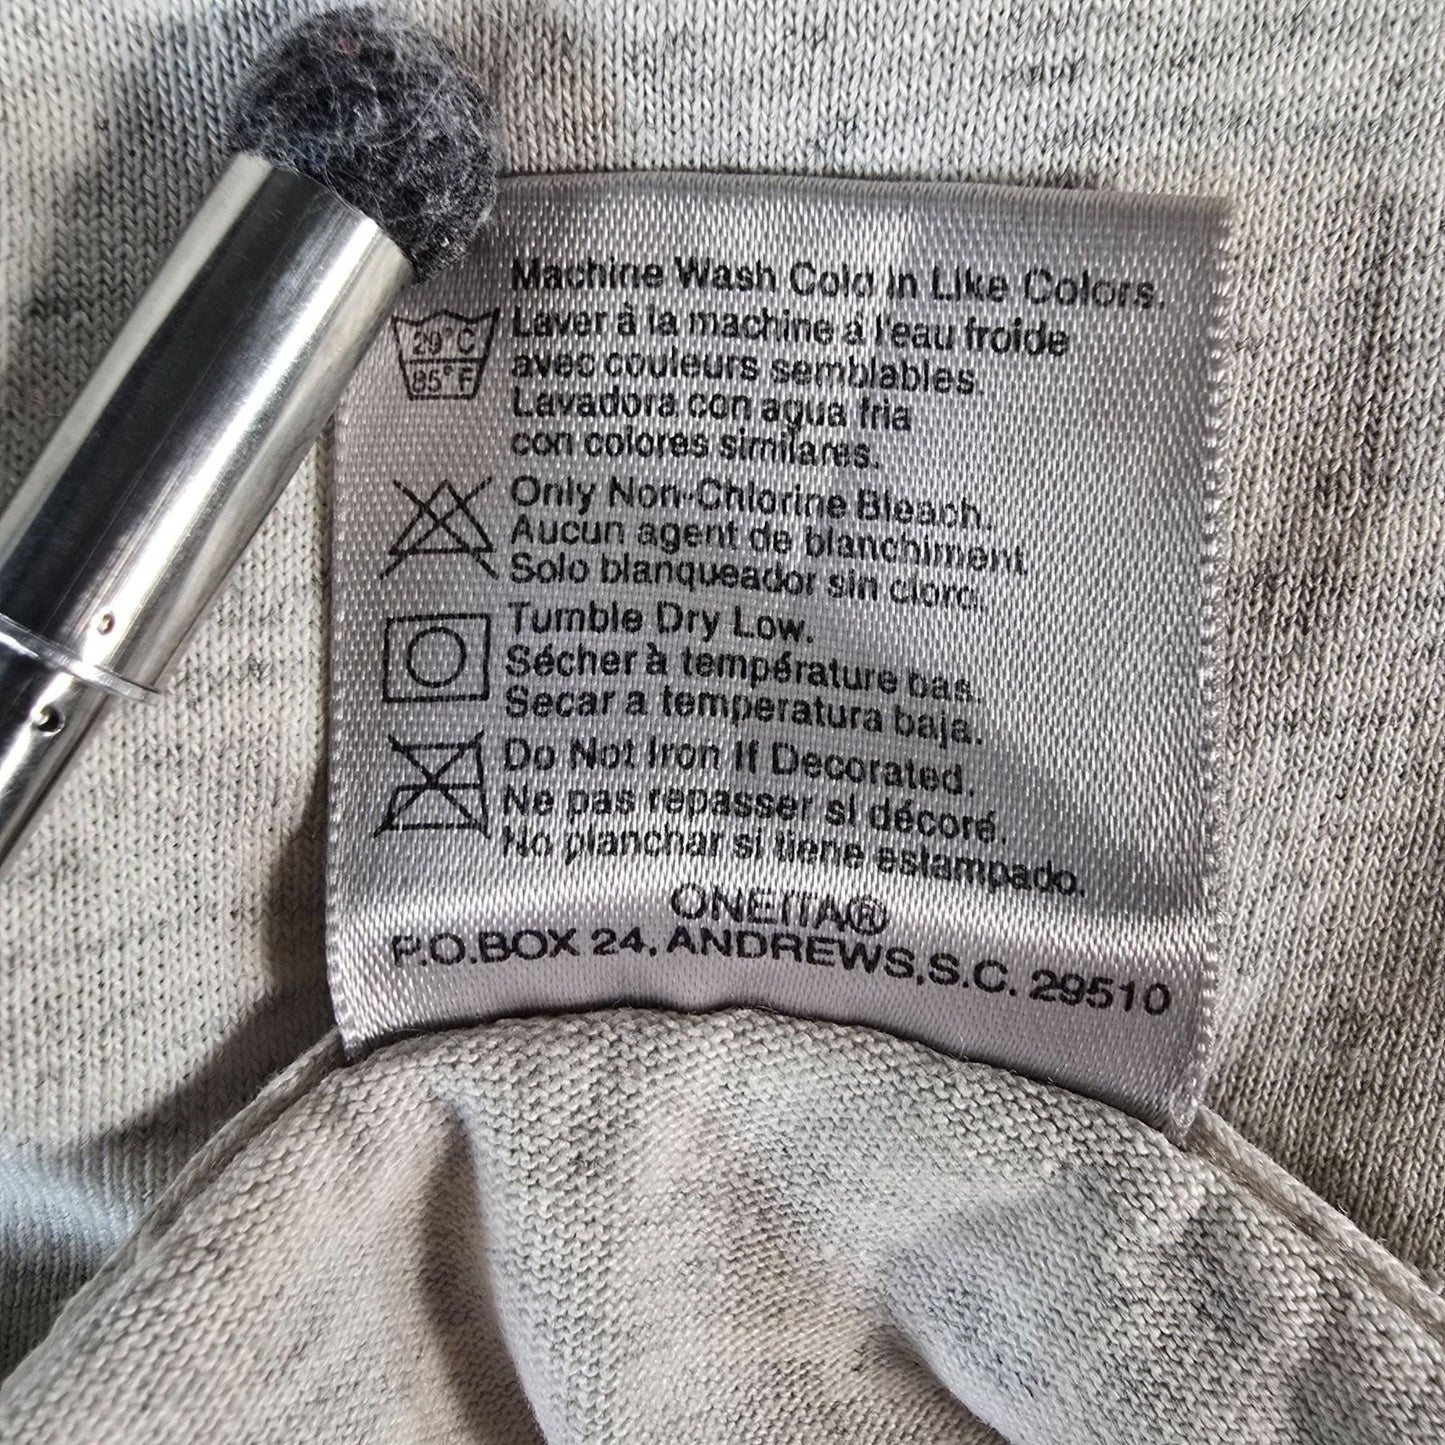 Machine Wash Cold in Like Colors.
29°C
85°F
Laver à la machine à l'eau froide
avec couleurs semblables.
Lavadora con agua fria
con colores similares.
Only Non-Chlorine Bleach.
Aucun agent de blanchiment
Solo blanqueador sin cloro.
Tumble Dry Low.
Sécher à température bas.
Secar a temperatura baja.
Do Not Iron If Decorated.
Ne pas repasser si décoré.
No planchar si tiene estampado.
ONEITA®
P.O.BOX 24, ANDREWS,S.C. 29510